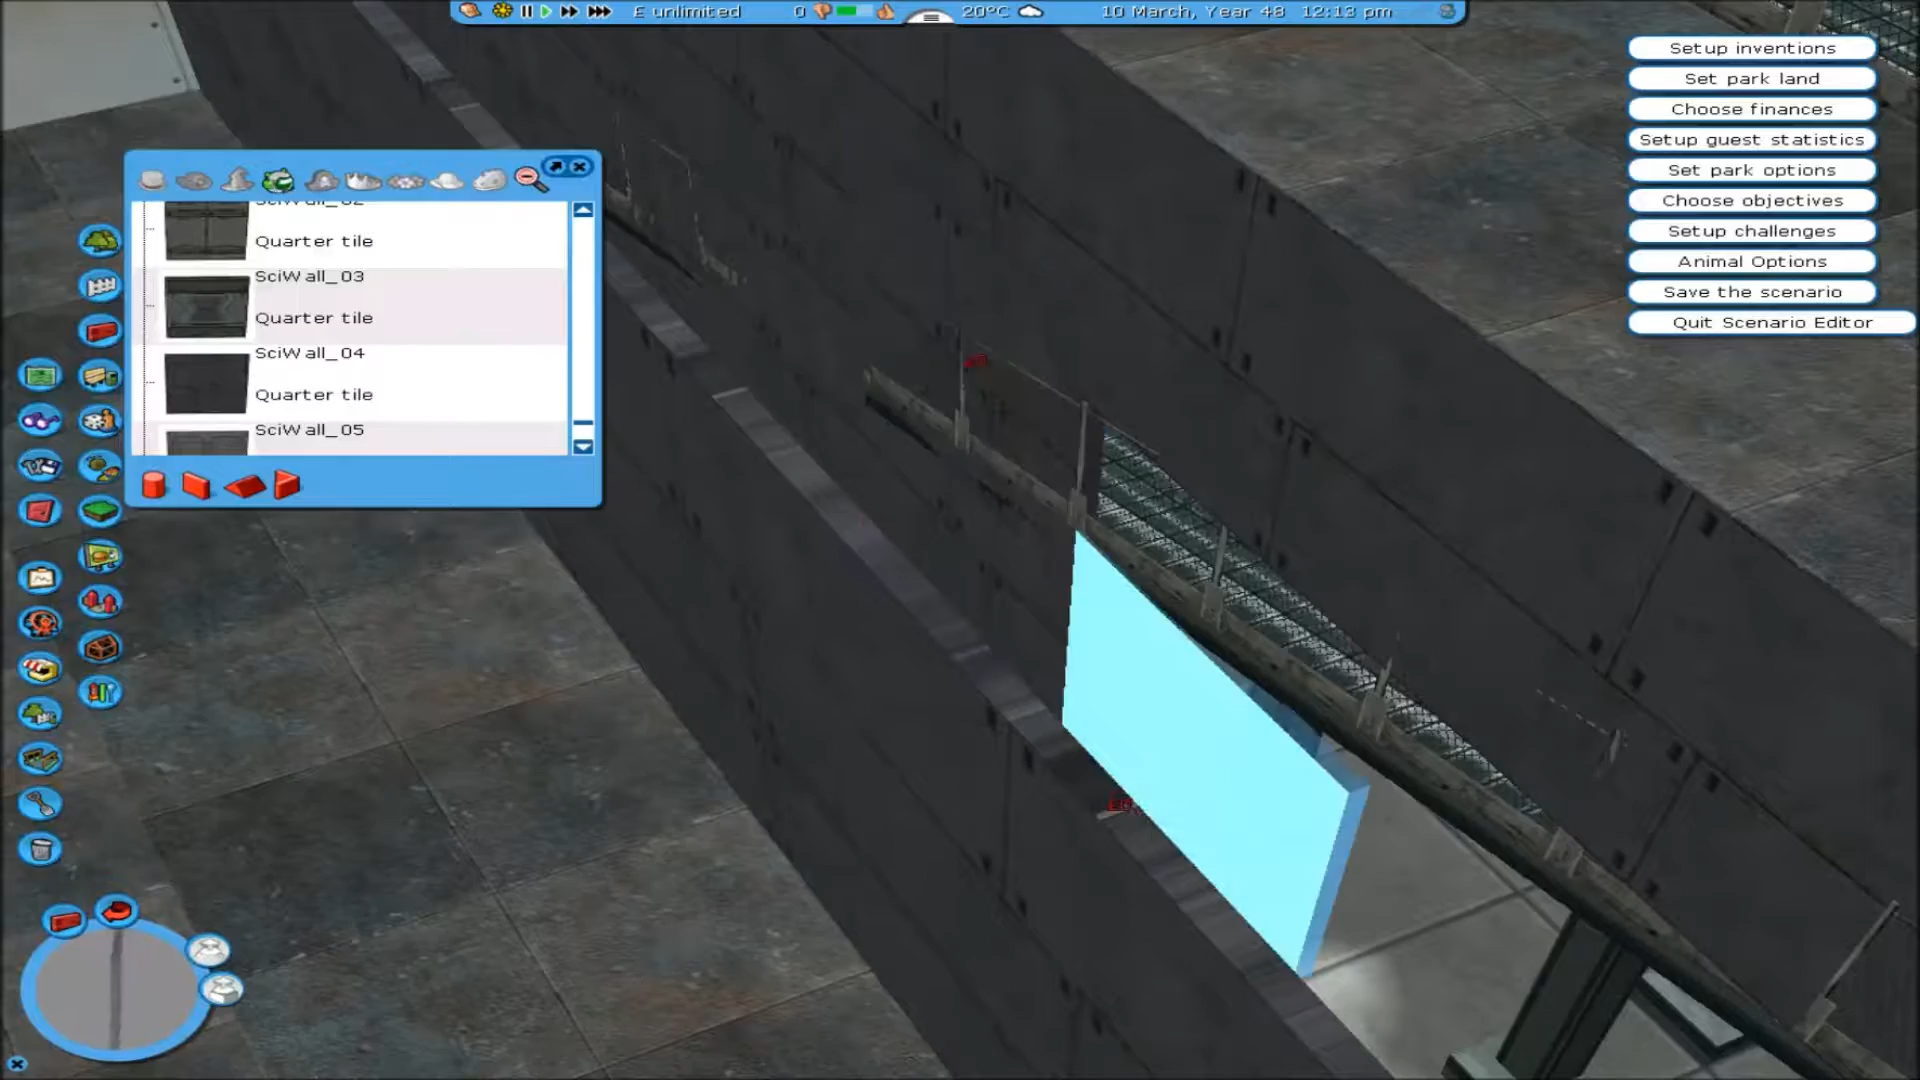 E unlimited 0 20°C 10 March, Year 48 12:13 pm
Setup inventions
Set park land
Choose finances
Setup guest statistics
Set park options
Choose objectives
Setup challenges
Animal Options
Save the scenario
Quit Scenario Editor
SciWall_02
Quarter tile
SciWall_03
Quarter tile
SciWall_04
Quarter tile
SciWall_05